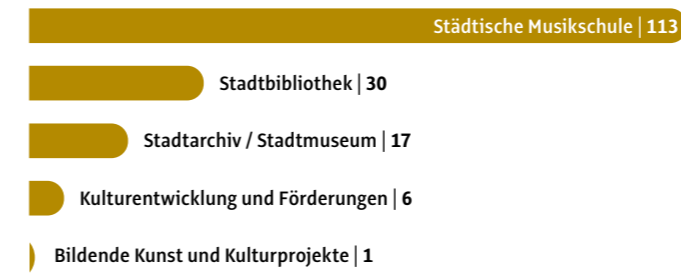 Städtische Musikschule | 113
Stadtbibliothek | 30
Stadtarchiv / Stadtmuseum | 17
Kulturentwicklung und Förderungen | 6
Bildende Kunst und Kulturprojekte | 1